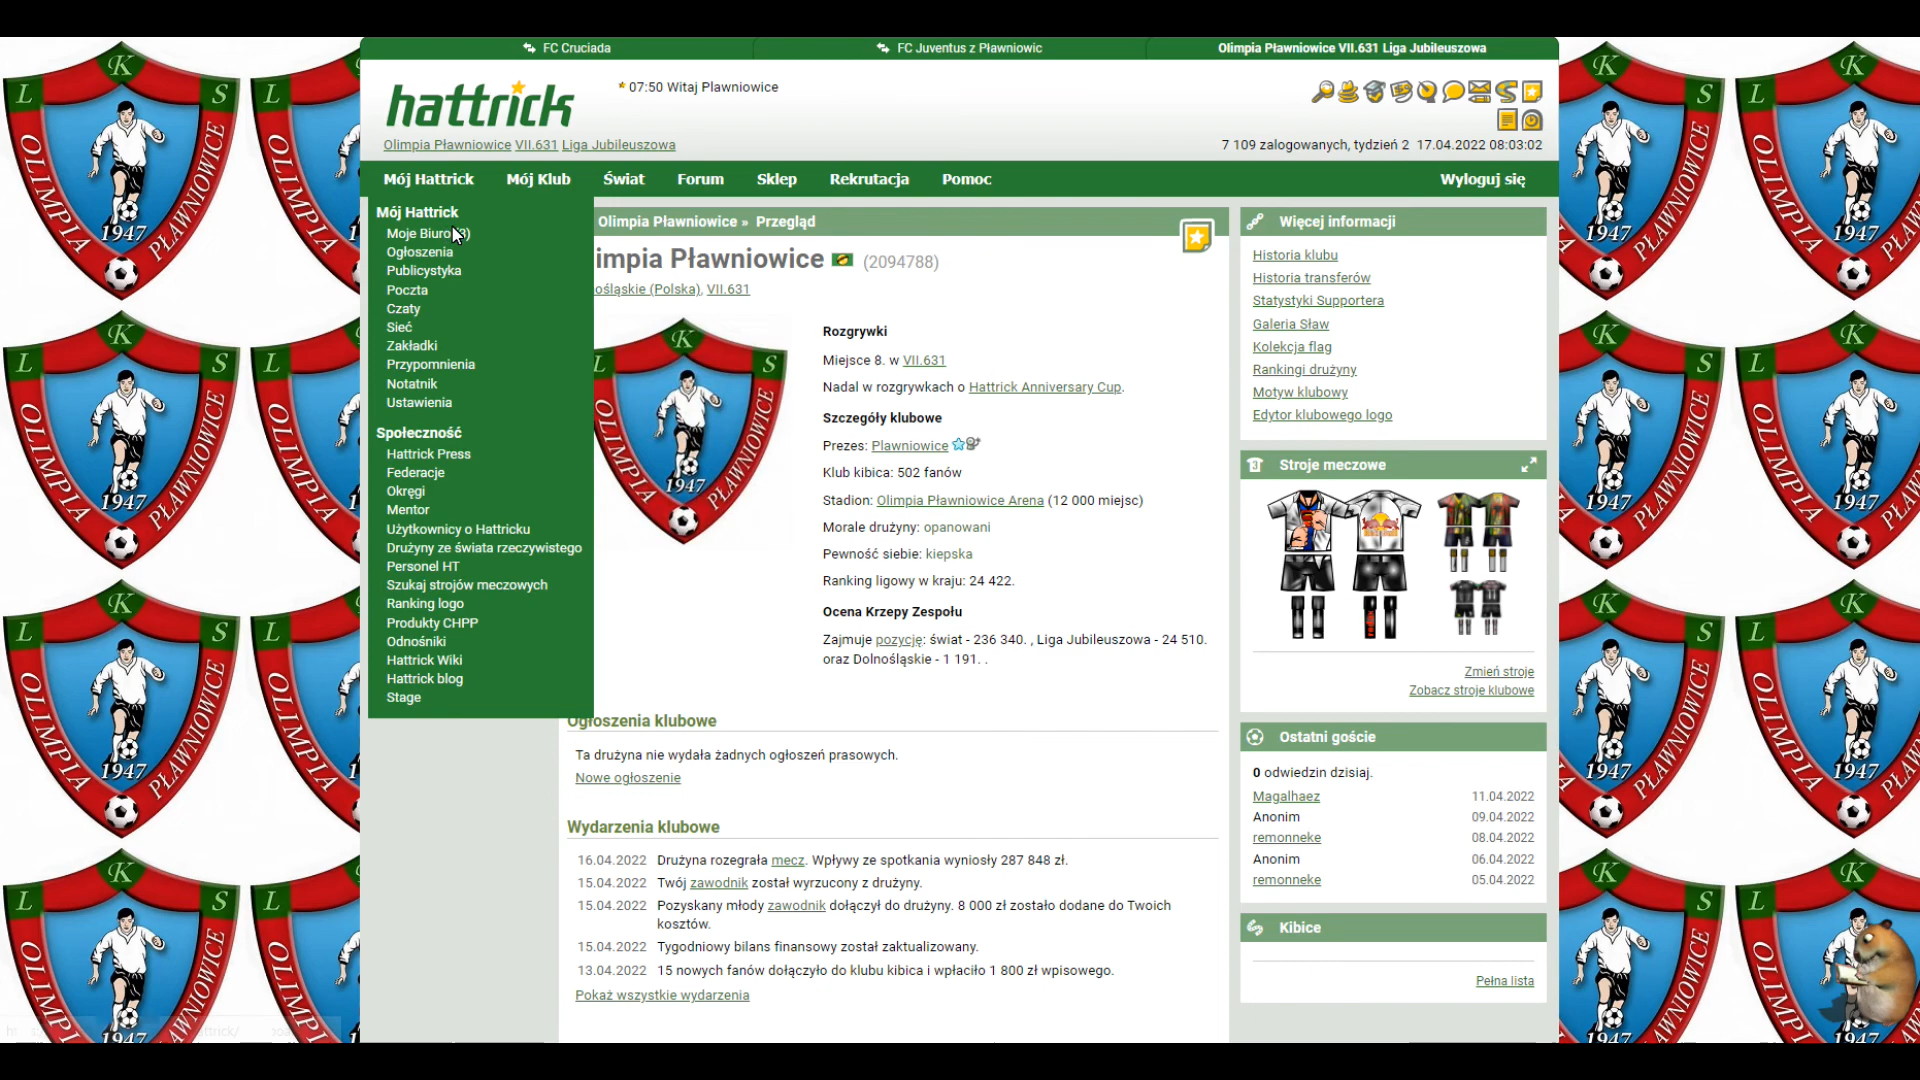 FC Cruciada
FC Juventus z Pławniowic
Olimpia Pławniowice VII.631 Liga Jubileuszowa
hattrick
07:50 Witaj Plawniowice
Olimpia Pławniowice VII.631 Liga Jubileuszowa
7 109 zalogowanych, tydzień 2 17.04.2022 08:03:02
Mój Hattrick Mój Klub Świat Forum Sklep Rekrutacja Pomoc Wyloguj się
Mój Hattrick
Moje Biuro
Ogłoszenia
Publicystyka
Poczta
Czaty
Sieć
Zakładki
Przypomnienia
Notatnik
Ustawienia
Społeczność
Hattrick Press
Federacje
Okręgi
Mentor
Użytkownicy o Hattricku
Drużyny ze świata rzeczywistego
Personel HT
Szukaj strojów meczowych
Ranking logo
Produkty CHPP
Odnośniki
Hattrick Wiki
Hattrick blog
Stage
Olimpia Pławniowice » Przegląd
impia Pławniowice (2094788)
ośląskie (Polska), VII.631
L K S
1947
PŁAWNIOWICE
Rozgrywki
Miejsce 8. w VII.631
Nadal w rozgrywkach o Hattrick Anniversary Cup.
Szczegóły klubowe
Prezes: Plawniowice
Klub kibica: 502 fanów
Stadion: Olimpia Pławniowice Arena (12 000 miejsc)
Morale drużyny: opanowani
Pewność siebie: kiepska
Ranking ligowy w kraju: 24 422.
Ocena Krzepy Zespołu
Zajmuje pozycję: świat - 236 340. , Liga Jubileuszowa - 24 510.
oraz Dolnośląskie - 1 191. .
Ogłoszenia klubowe
Ta drużyna nie wydała żadnych ogłoszeń prasowych.
Nowe ogłoszenie
Wydarzenia klubowe
16.04.2022 Drużyna rozegrała mecz. Wpływy ze spotkania wyniosły 287 848 zł.
15.04.2022 Twój zawodnik został wyrzucony z drużyny.
15.04.2022 Pozyskany młody zawodnik dołączył do drużyny. 8 000 zł zostało dodane do Twoich
kosztów.
15.04.2022 Tygodniowy bilans finansowy został zaktualizowany.
13.04.2022 15 nowych fanów dołączyło do klubu kibica i wpłaciło 1 800 zł wpisowego.
Pokaż wszystkie wydarzenia
Więcej informacji
Historia klubu
Historia transferów
Statystyki Supportera
Galeria Sław
Kolekcja flag
Rankingi drużyny
Motyw klubowy
Edytor klubowego logo
Stroje meczowe
Zmień stroje
Zobacz stroje klubowe
Ostatni goście
0 odwiedzin dzisiaj.
Magalhaez 11.04.2022
Anonim 09.04.2022
remonneke 08.04.2022
Anonim 06.04.2022
remonneke 05.04.2022
Kibice
Pełna lista
L K S
OLIMPIA PŁAWNIOWICE
1947